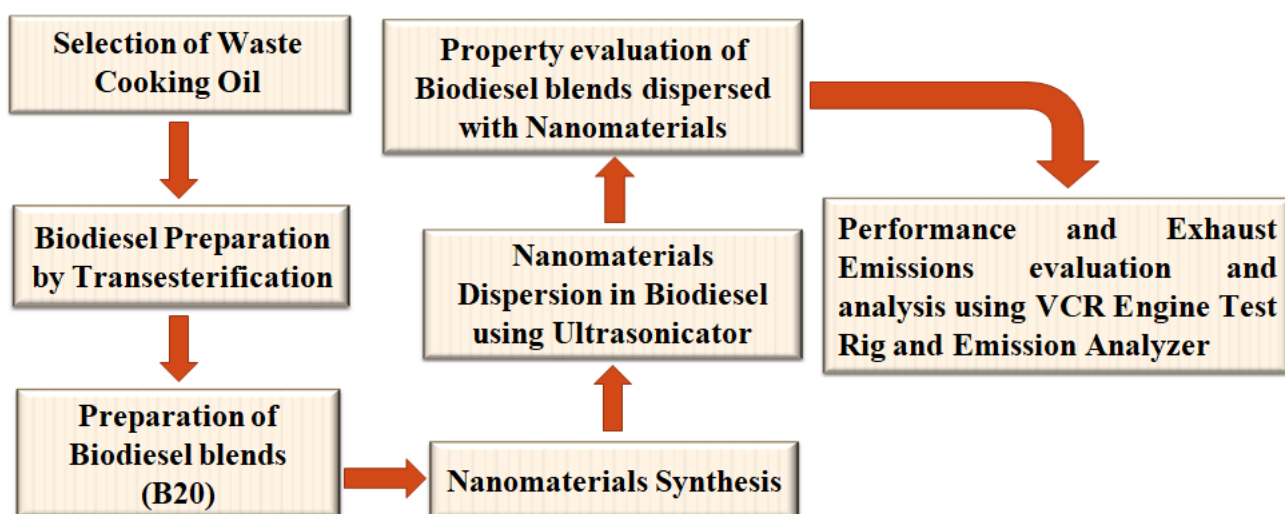 Selection of Waste
Cooking Oil
Biodiesel Preparation
by Transesterification
Preparation of
Biodiesel blends
(B20)
Nanomaterials Synthesis
Nanomaterials
Dispersion in Biodiesel
using Ultrasonicator
Property evaluation of
Biodiesel blends dispersed
with Nanomaterials
Performance and Exhaust
Emissions evaluation and
analysis using VCR Engine Test
Rig and Emission Analyzer